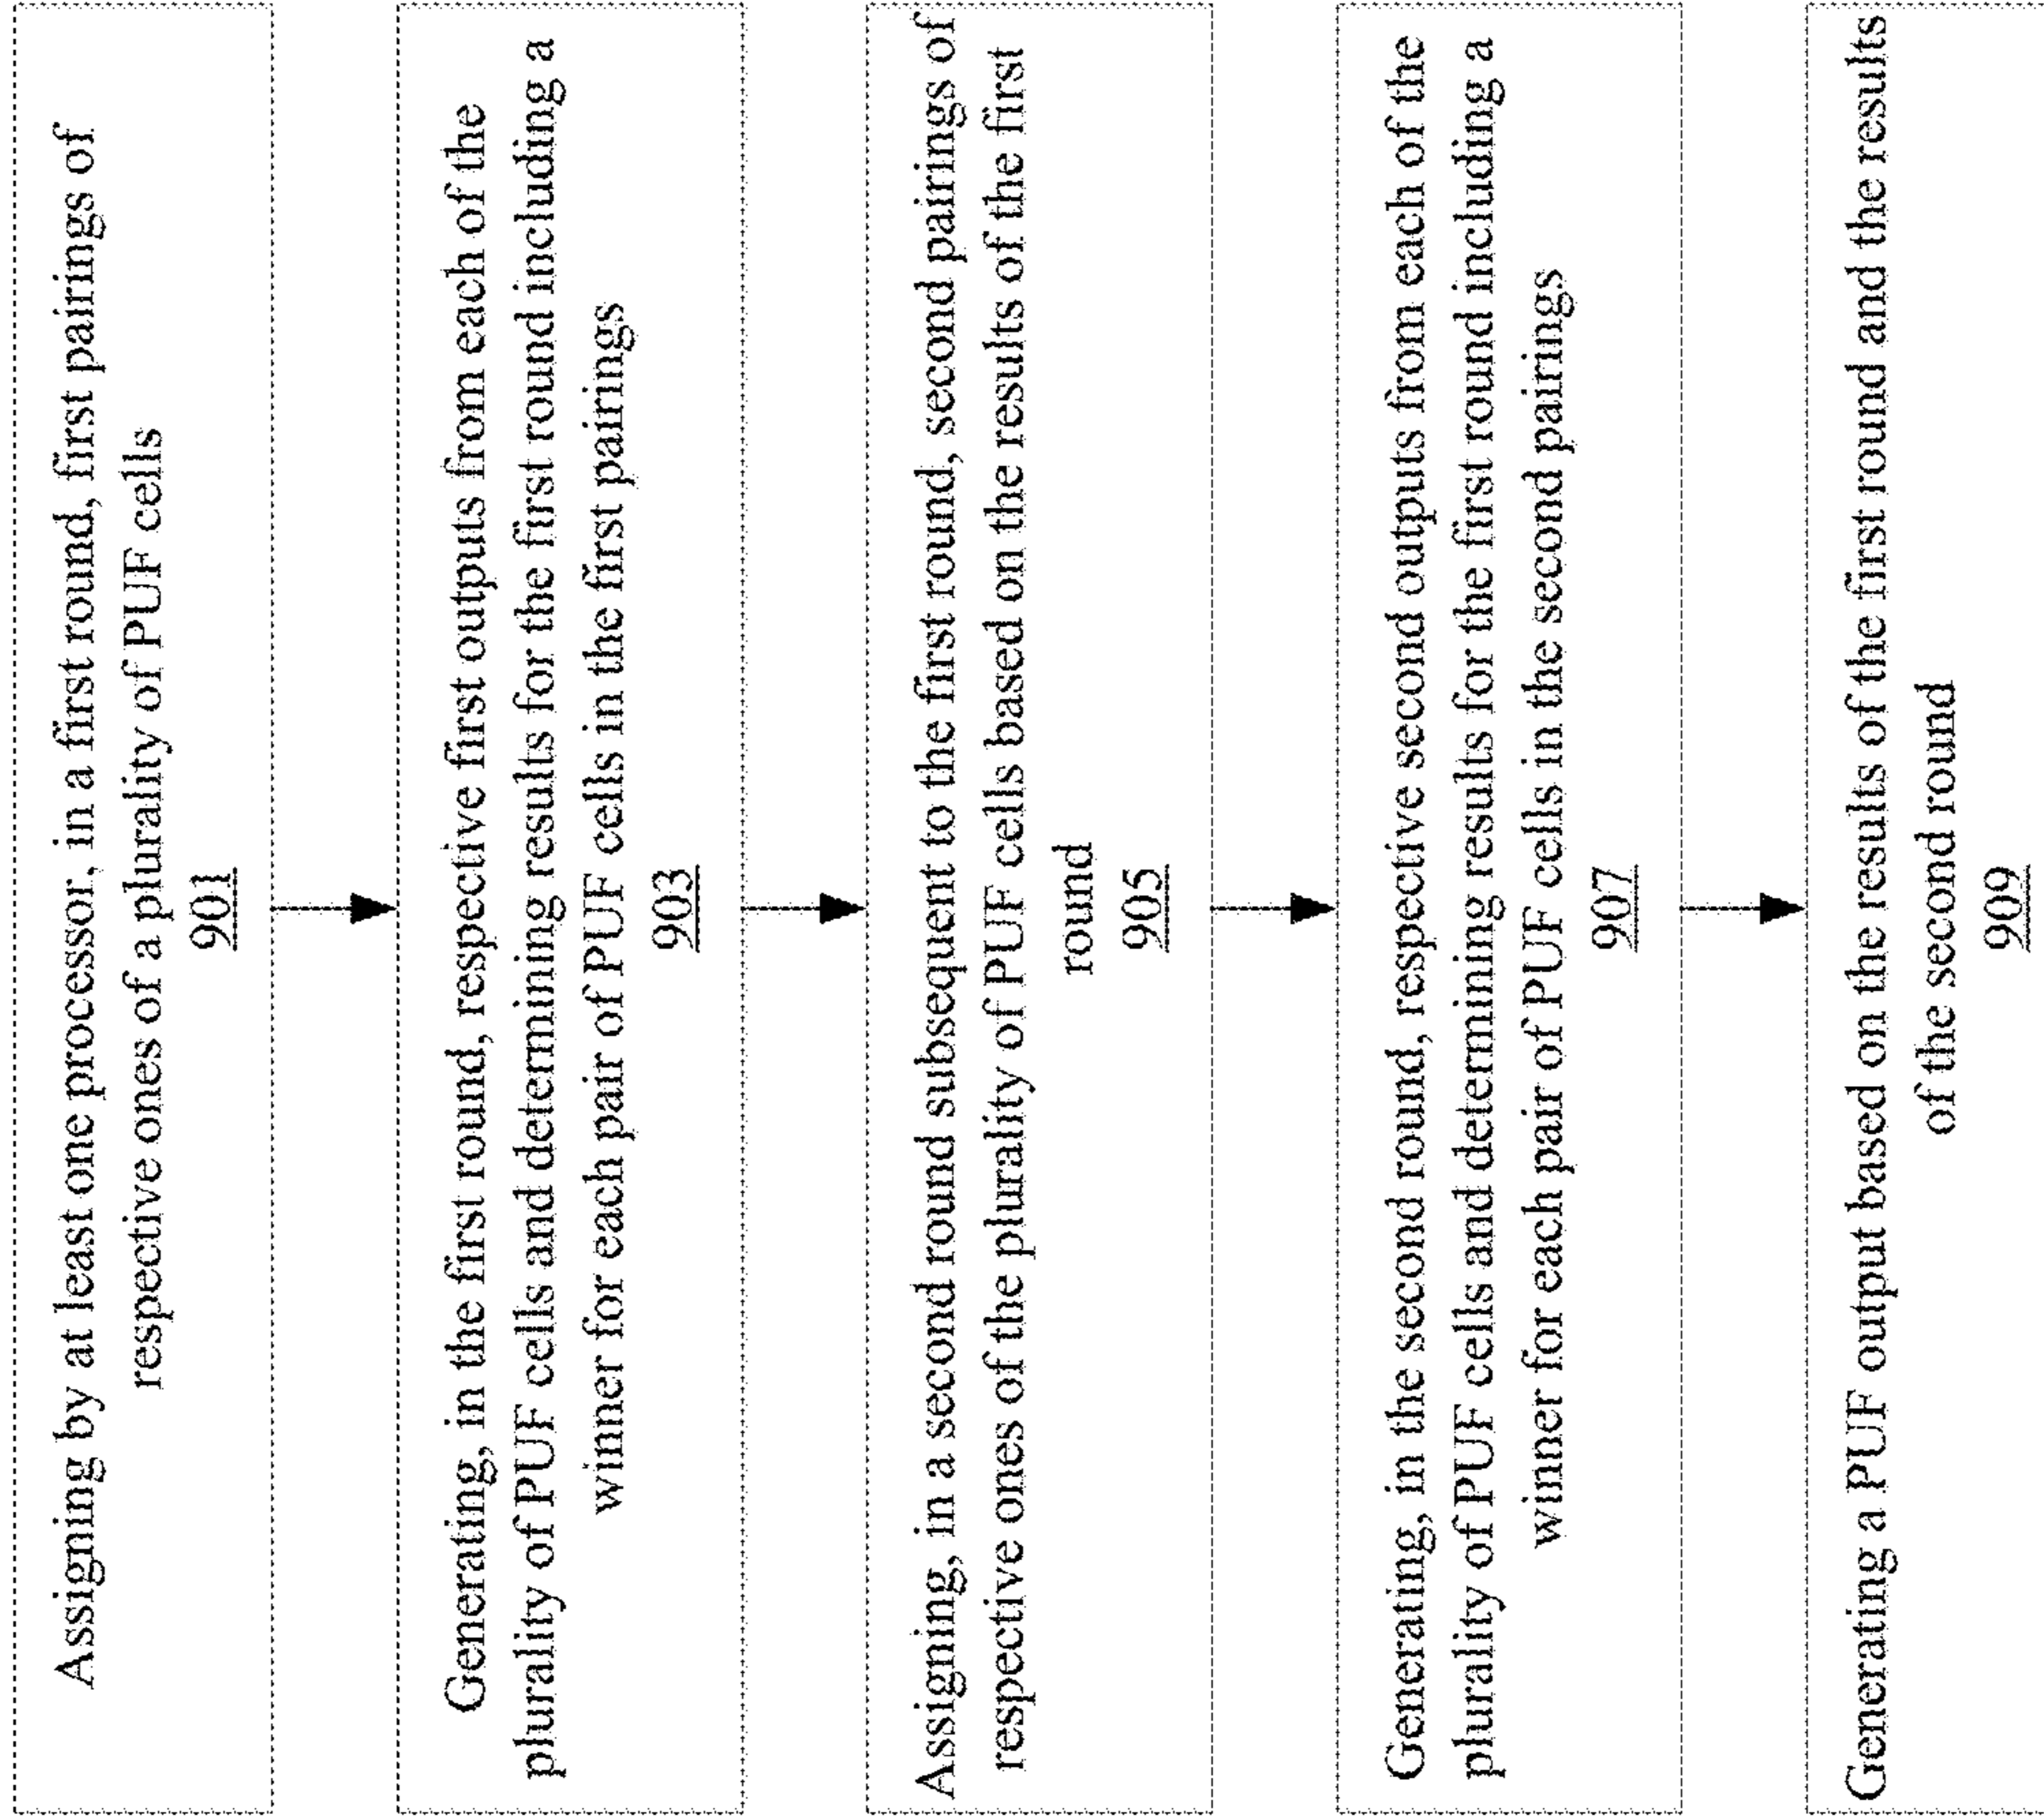 Assigning by at least one processor, in a first round, first pairings of
respective ones of a plurality of PUF cells
901
Generating, in the first round, respective first outputs from each of the
plurality of PUF cells and determining results for the first round including a
winner for each pair of PUF cells in the first pairings
903
Assigning, in a second round subsequent to the first round, second pairings of
respective ones of the plurality of PUF cells based on the results of the first
round
905
Generating, in the second round, respective second outputs from each of the
plurality of PUF cells and determining results for the first round including a
winner for each pair of PUF cells in the second pairings
907
Generating a PUF output based on the results of the first round and the results
of the second round
909